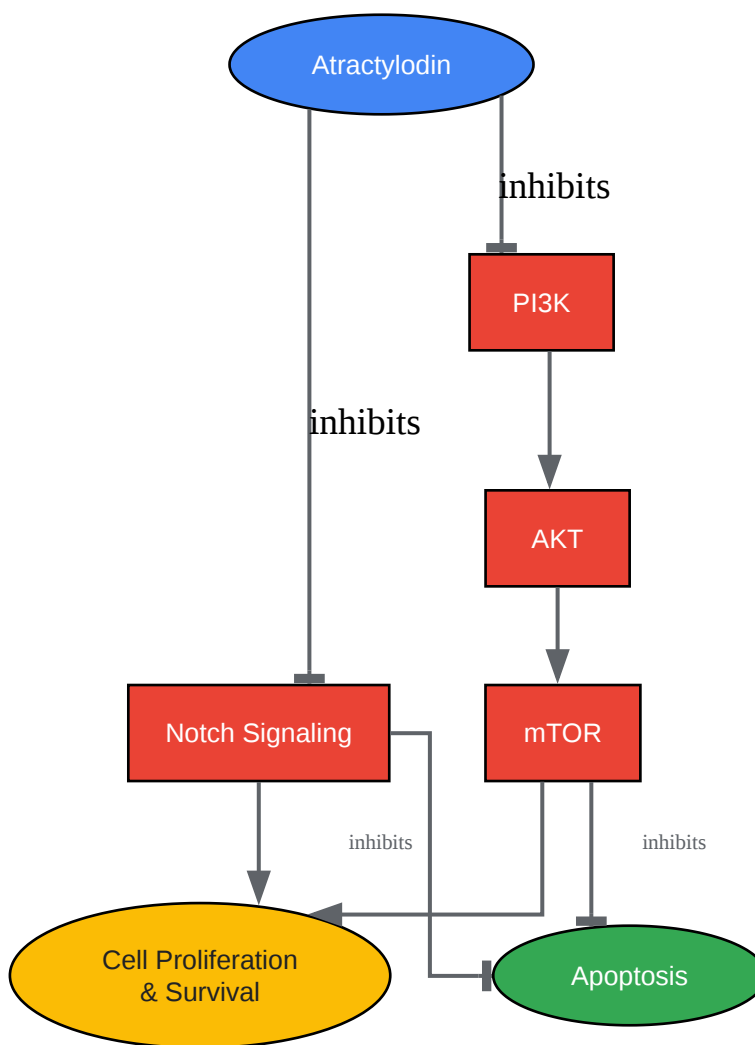 Atractylodin
inhibits
PI3K
inhibits
AKT
Notch Signaling
mTOR
inhibits
inhibits
Cell Proliferation
& Survival
Apoptosis